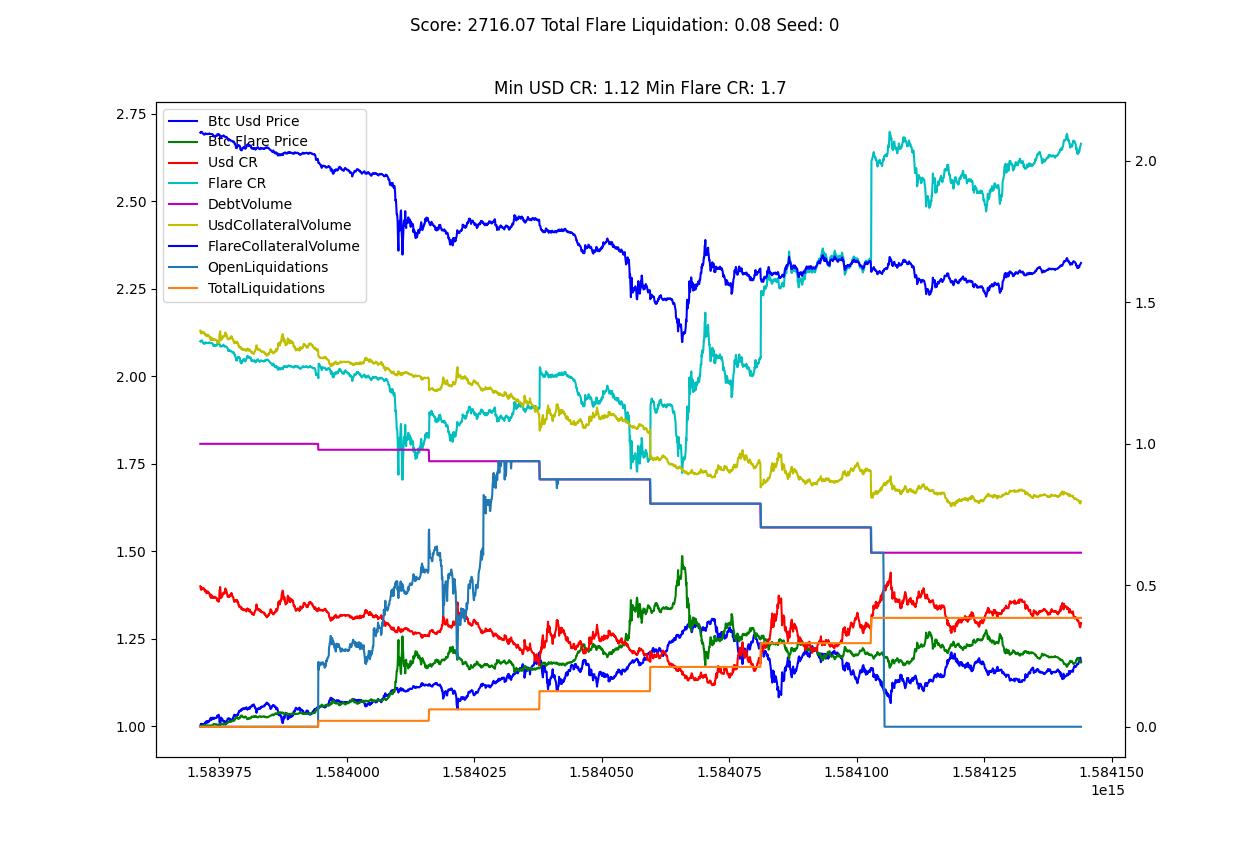 Score: 2716.07 Total Flare Liquidation: 0.08 Seed: 0
Min USD CR: 1.12 Min Flare CR: 1.7
Btc Usd Price
Btc Flare Price
Usd CR
Flare CR
DebtVolume
UsdCollateralVolume
FlareCollateralVolume
OpenLiquidations
TotalLiquidations
2.75
2.50
2.25
2.00
1.75
1.50
1.25
1.00
2.0
1.5
1.0
0.5
0.0
1.583975 1.584000 1.584025 1.584050 1.584075 1.584100 1.584125 1.584150
1e15